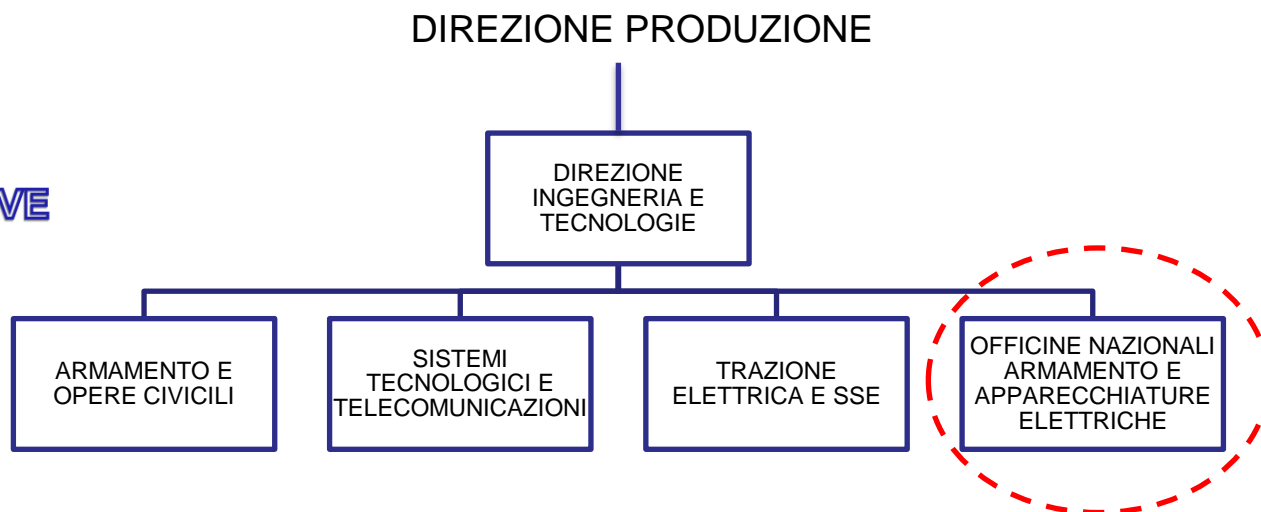 DIREZIONE PRODUZIONE
DIREZIONE
INGEGNERIA E
TECNOLOGIE
VE
ARMAMENTO E
OPERE CIVICILI
SISTEMI
TECNOLOGICI E
TELECOMUNICAZIONI
TRAZIONE
ELETTRICA E SSE
OFFICINE NAZIONALI
ARMAMENTO E
APPARECCHIATURE
ELETTRICHE